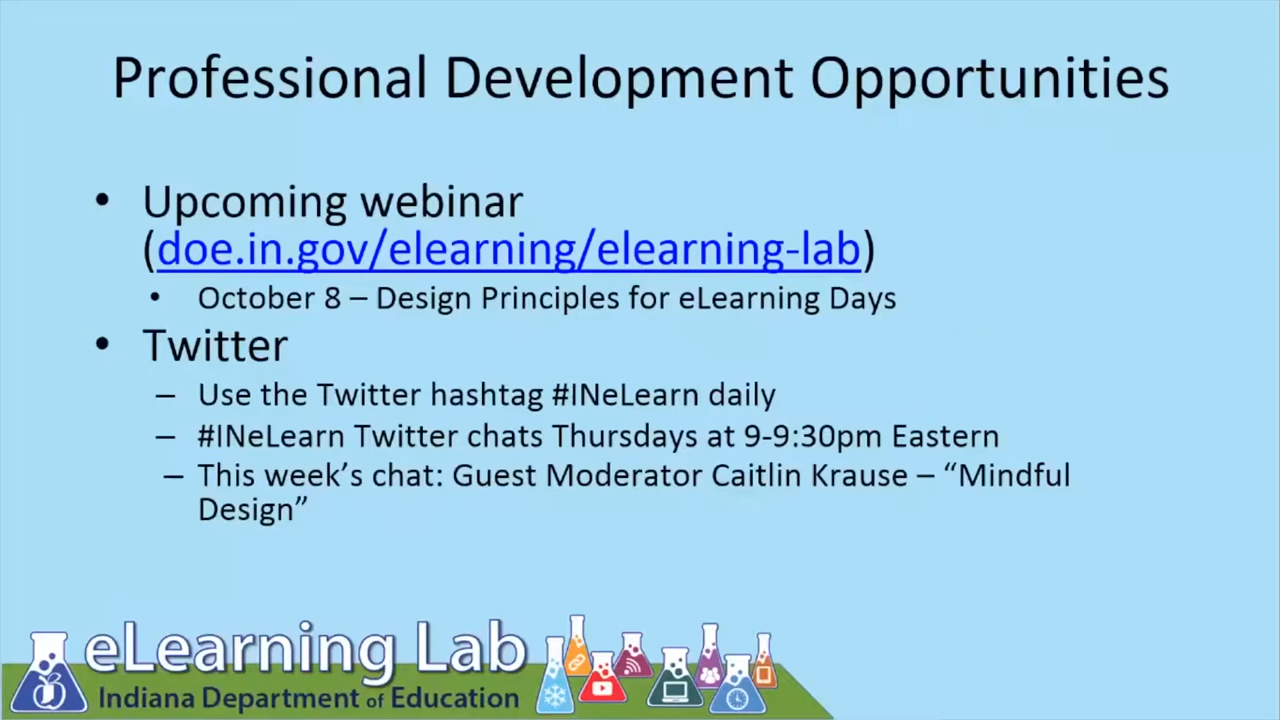 Professional Development Opportunities
• Upcoming webinar
(doe.in.gov/elearning/elearning-lab)
• October 8 – Design Principles for eLearning Days
• Twitter
– Use the Twitter hashtag #INeLearn daily
– #INeLearn Twitter chats Thursdays at 9-9:30pm Eastern
– This week’s chat: Guest Moderator Caitlin Krause – “Mindful
Design”
eLearning Lab
Indiana Department of Education